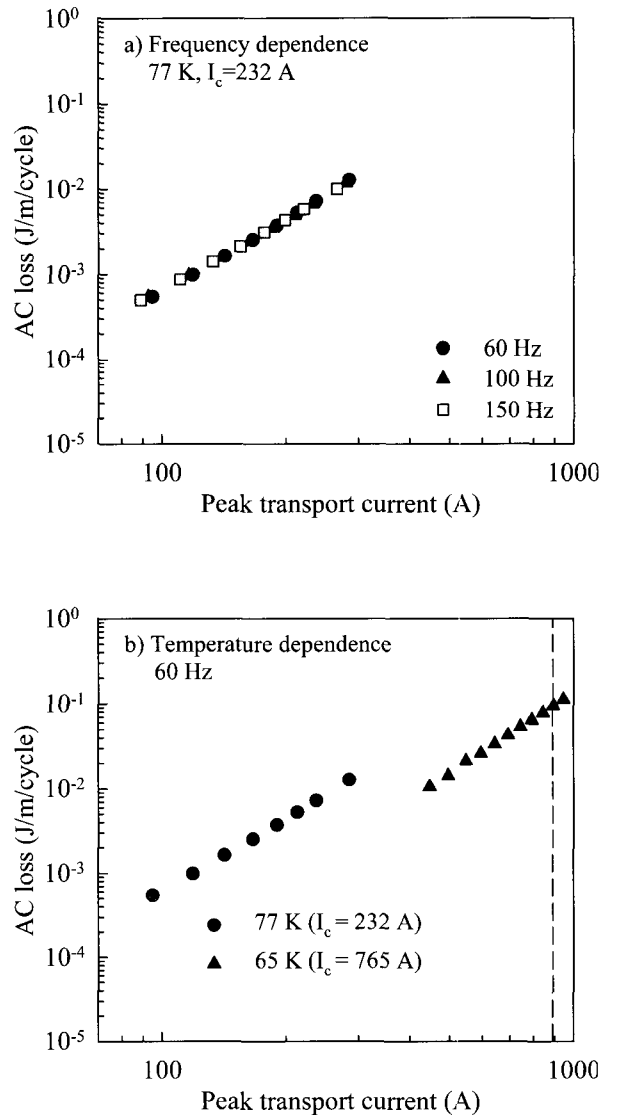 a) Frequency dependence
77 K, I_c=232 A
AC loss (J/m/cycle)
10^0
10^-1
10^-2
10^-3
10^-4
10^-5
60 Hz
100 Hz
150 Hz
100
1000
Peak transport current (A)
b) Temperature dependence
60 Hz
AC loss (J/m/cycle)
10^0
10^-1
10^-2
10^-3
10^-4
10^-5
77 K (I_c = 232 A)
65 K (I_c = 765 A)
100
1000
Peak transport current (A)